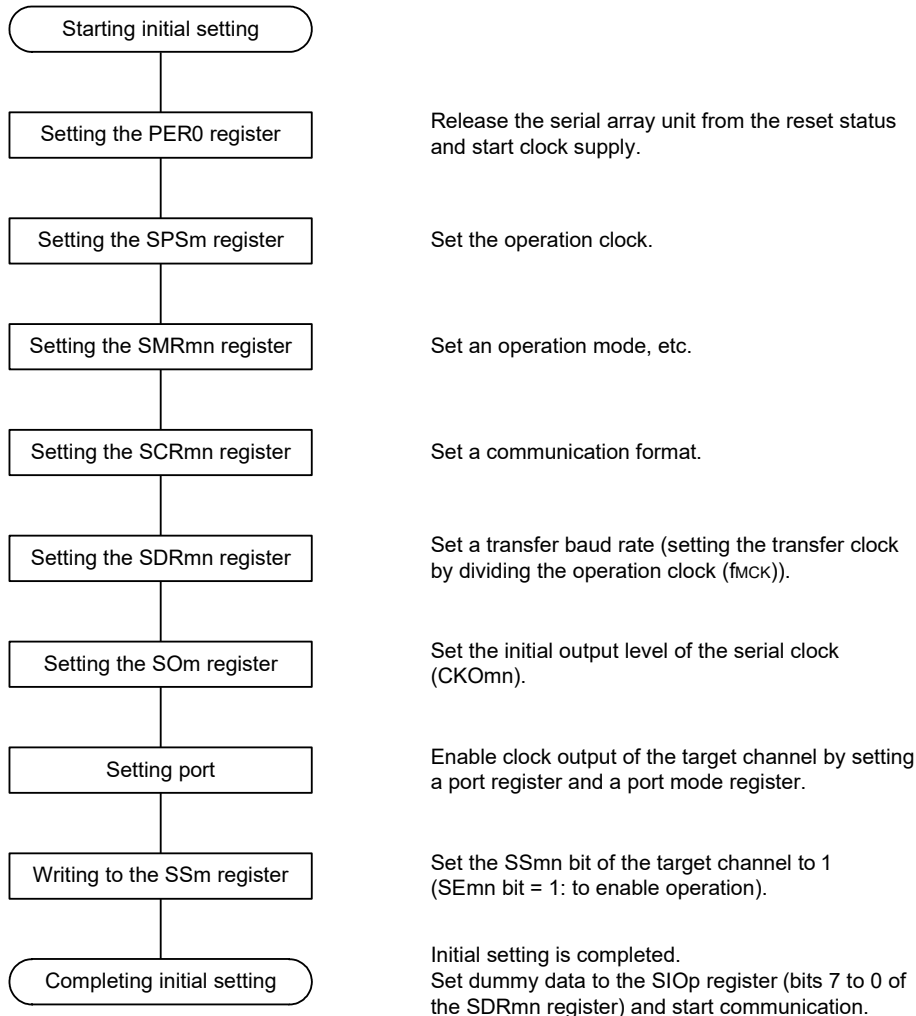 Starting initial setting
Setting the PER0 register
Release the serial array unit from the reset status
and start clock supply.
Setting the SPSm register
Set the operation clock.
Setting the SMRmn register
Set an operation mode, etc.
Setting the SCRmn register
Set a communication format.
Setting the SDRmn register
Set a transfer baud rate (setting the transfer clock
by dividing the operation clock (fMCK)).
Setting the SOm register
Set the initial output level of the serial clock
(CKOmn).
Setting port
Enable clock output of the target channel by setting
a port register and a port mode register.
Writing to the SSm register
Set the SSmn bit of the target channel to 1
(SEmn bit = 1: to enable operation).
Completing initial setting
Initial setting is completed.
Set dummy data to the SIOp register (bits 7 to 0 of
the SDRmn register) and start communication.